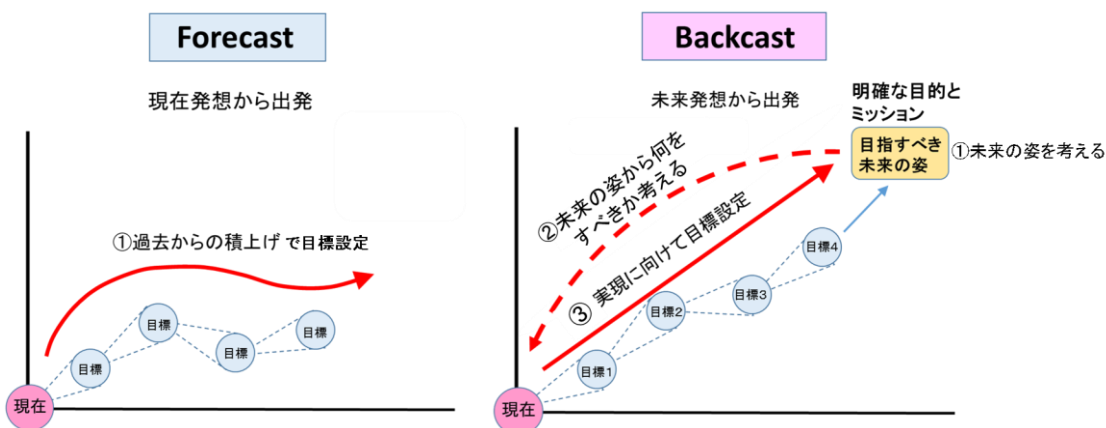 Forecast
現在発想から出発
①過去からの積上げで目標設定
目標
目標
目標
目標
現在
Backcast
未来発想から出発
明確な目的と
ミッション
目指すべき
未来の姿
①未来の姿を考える
②未来の姿から何を
すべきか考える
③ 実現に向けて目標設定
目標1
目標2
目標3
目標4
現在